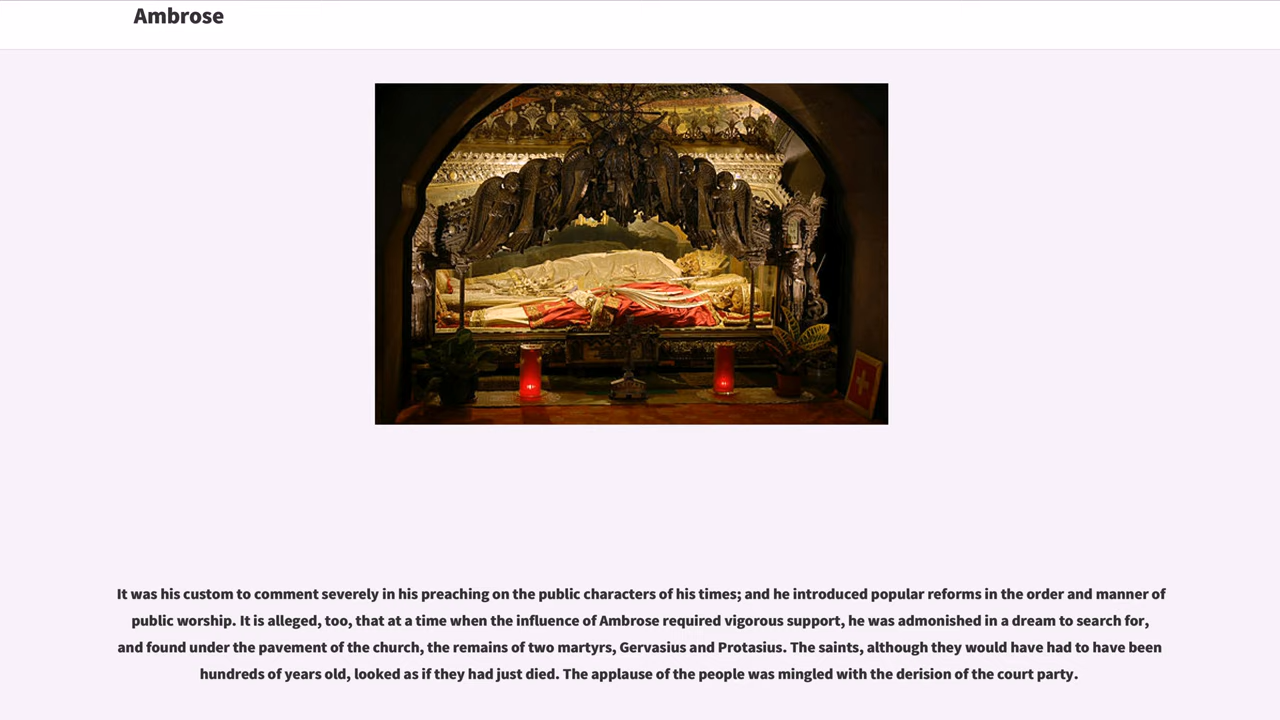 Ambrose
It was his custom to comment severely in his preaching on the public characters of his times; and he introduced popular reforms in the order and manner of
public worship. It is alleged, too, that at a time when the influence of Ambrose required vigorous support, he was admonished in a dream to search for,
and found under the pavement of the church, the remains of two martyrs, Gervasius and Protasius. The saints, although they would have had to have been
hundreds of years old, looked as if they had just died. The applause of the people was mingled with the derision of the court party.